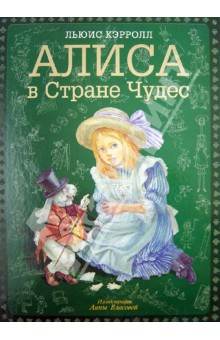 ЛЬЮИС КЭРРОЛЛ
АЛИСА
в Стране Чудес
Иллюстрации
Анны Власовой